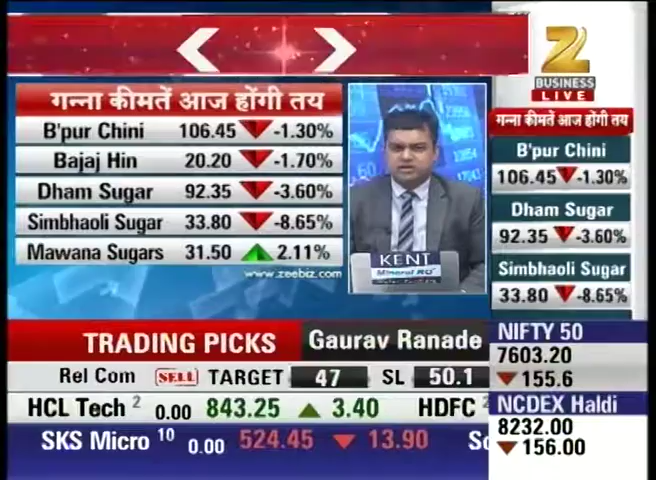 Z
BUSINESS
LIVE
गन्ना कीमतें आज होंगी तय
B'pur Chini 106.45 -1.30%
Bajaj Hin 20.20 -1.70%
Dham Sugar 92.35 -3.60%
Simbhaoli Sugar 33.80 -8.65%
Mawana Sugars 31.50 2.11%
www.zeebiz.com
KENT
Mineral RO
गन्ना कीमतें आज होंगी तय
B'pur Chini
106.45 -1.30%
Dham Sugar
92.35 -3.60%
Simbhaoli Sugar
33.80 -8.65%
TRADING PICKS Gaurav Ranade
Rel Com SELL TARGET 47 SL 50.1
HCL Tech 2 0.00 843.25 3.40 HDFC 2
SKS Micro 10 0.00 524.45 13.90
NIFTY 50
7603.20
155.6
NCDEX Haldi
8232.00
156.00